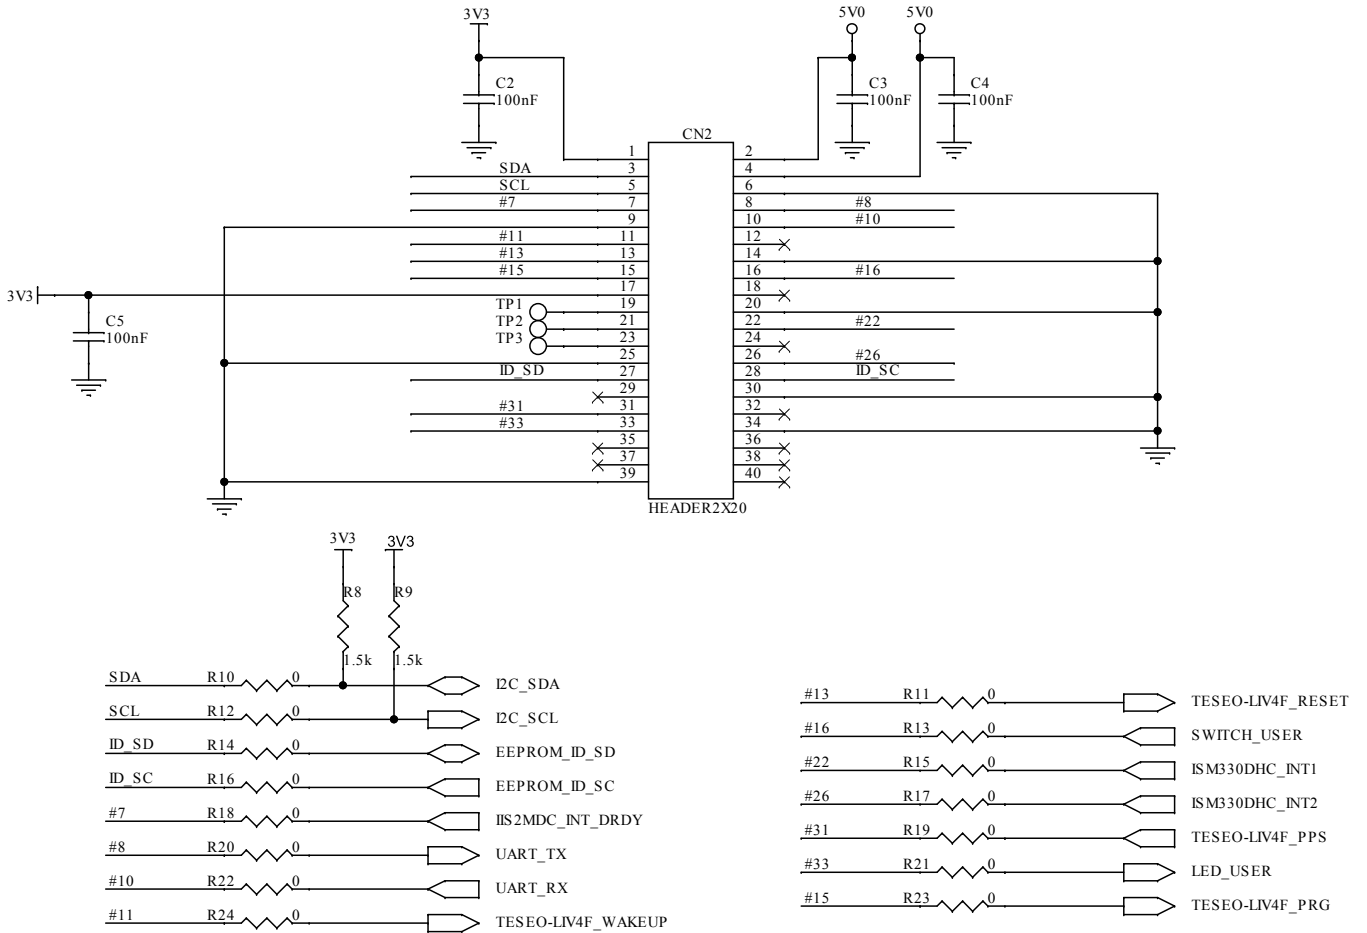 3V3
5V0 5V0
C2
100nF
C3
100nF
C4
100nF
CN2
1 2
SDA 3 4
SCL 5 6
#7 7 8 #8
9 10 #10
#11 11 12
#13 13 14
#15 15 16 #16
3V3 17 18
C5
100nF
TP1 19 20
TP2 21 22 #22
TP3 23 24
25 26 #26
ID_SD 27 28 ID_SC
29 30
#31 31 32
#33 33 34
35 36
37 38
39 40
HEADER2X20
3V3 3V3
R8 R9
1.5k 1.5k
SDA R10 0 I2C_SDA
SCL R12 0 I2C_SCL
ID_SD R14 0 EEPROM_ID_SD
ID_SC R16 0 EEPROM_ID_SC
#7 R18 0 IIS2MDC_INT_DRDY
#8 R20 0 UART_TX
#10 R22 0 UART_RX
#11 R24 0 TESEO-LIV4F_WAKEUP
#13 R11 0 TESEO-LIV4F_RESET
#16 R13 0 SWITCH_USER
#22 R15 0 ISM330DHC_INT1
#26 R17 0 ISM330DHC_INT2
#31 R19 0 TESEO-LIV4F_PPS
#33 R21 0 LED_USER
#15 R23 0 TESEO-LIV4F_PRG